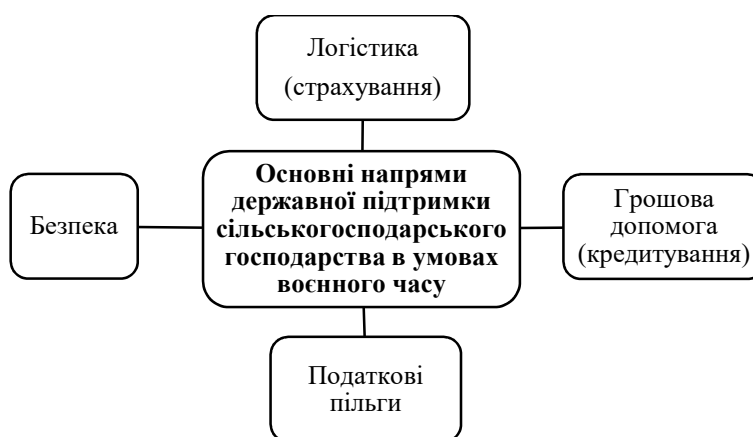 Логістика
(страхування)
Безпека
Основні напрями
державної підтримки
сільськогосподарського
господарства в умовах
воєнного часу
Грошова
допомога
(кредитування)
Податкові
пільги